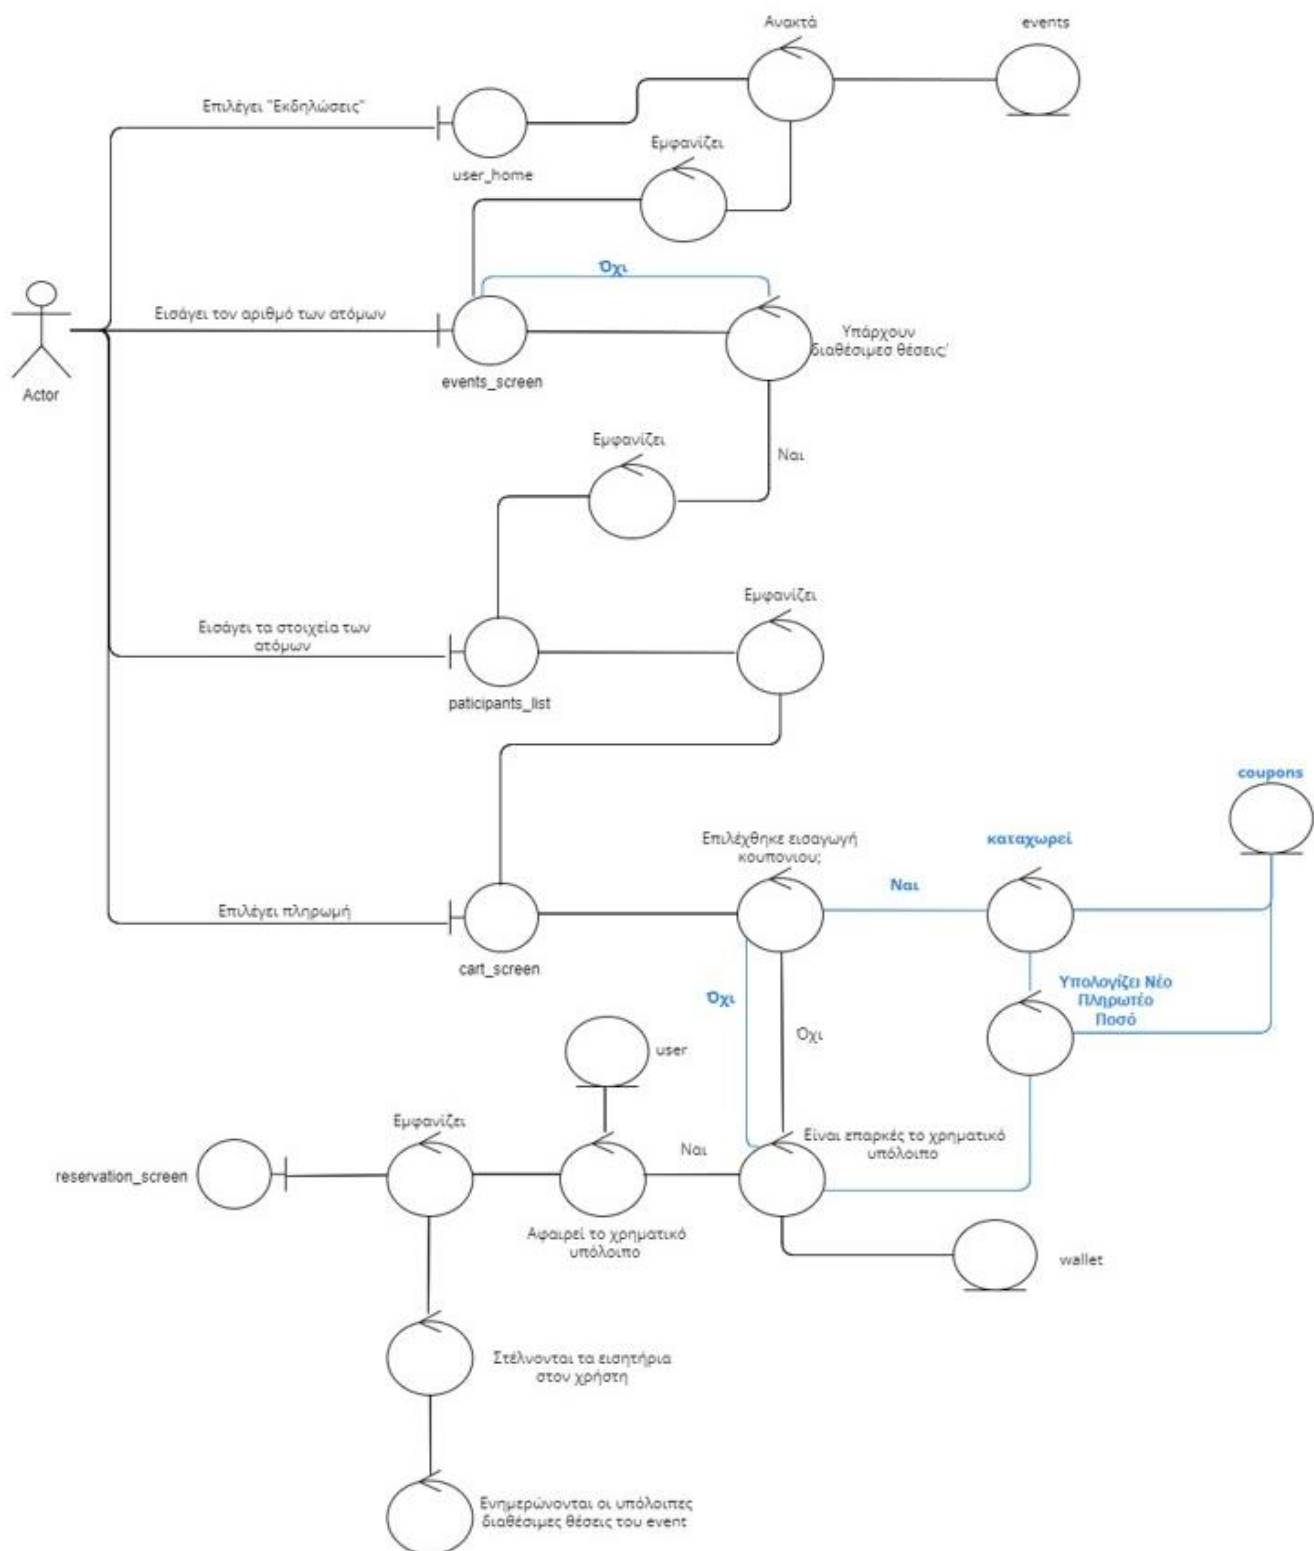 Ανακτά
events
Επιλέγει "Εκδηλώσεις"
Εμφανίζει
user_home
Όχι
Εισάγει τον αριθμό των ατόμων
Υπάρχουν
διαθέσιμεσ θέσεις;'
events_screen
Actor
Εμφανίζει
Ναι
Εμφανίζει
Εισάγει τα στοιχεία των
ατόμων
paticipants_list
coupons
Επιλέχθηκε εισαγωγή
κουπονιου;
καταχωρεί
Ναι
Επιλέγει πληρωμή
cart_screen
Υπολογίζει Νέο
Πληρωτέο
Ποσό
Όχι
Όχι
user
Εμφανίζει
Ναι
Είναι επαρκές το χρηματικό
υπόλοιπο
reservation_screen
Αφαιρεί το χρηματικό
υπόλοιπο
wallet
Στέλνονται τα εισητήρια
στον χρήστη
Ενημερώνονται οι υπόλοιπες
διαθέσιμες θέσεις του event